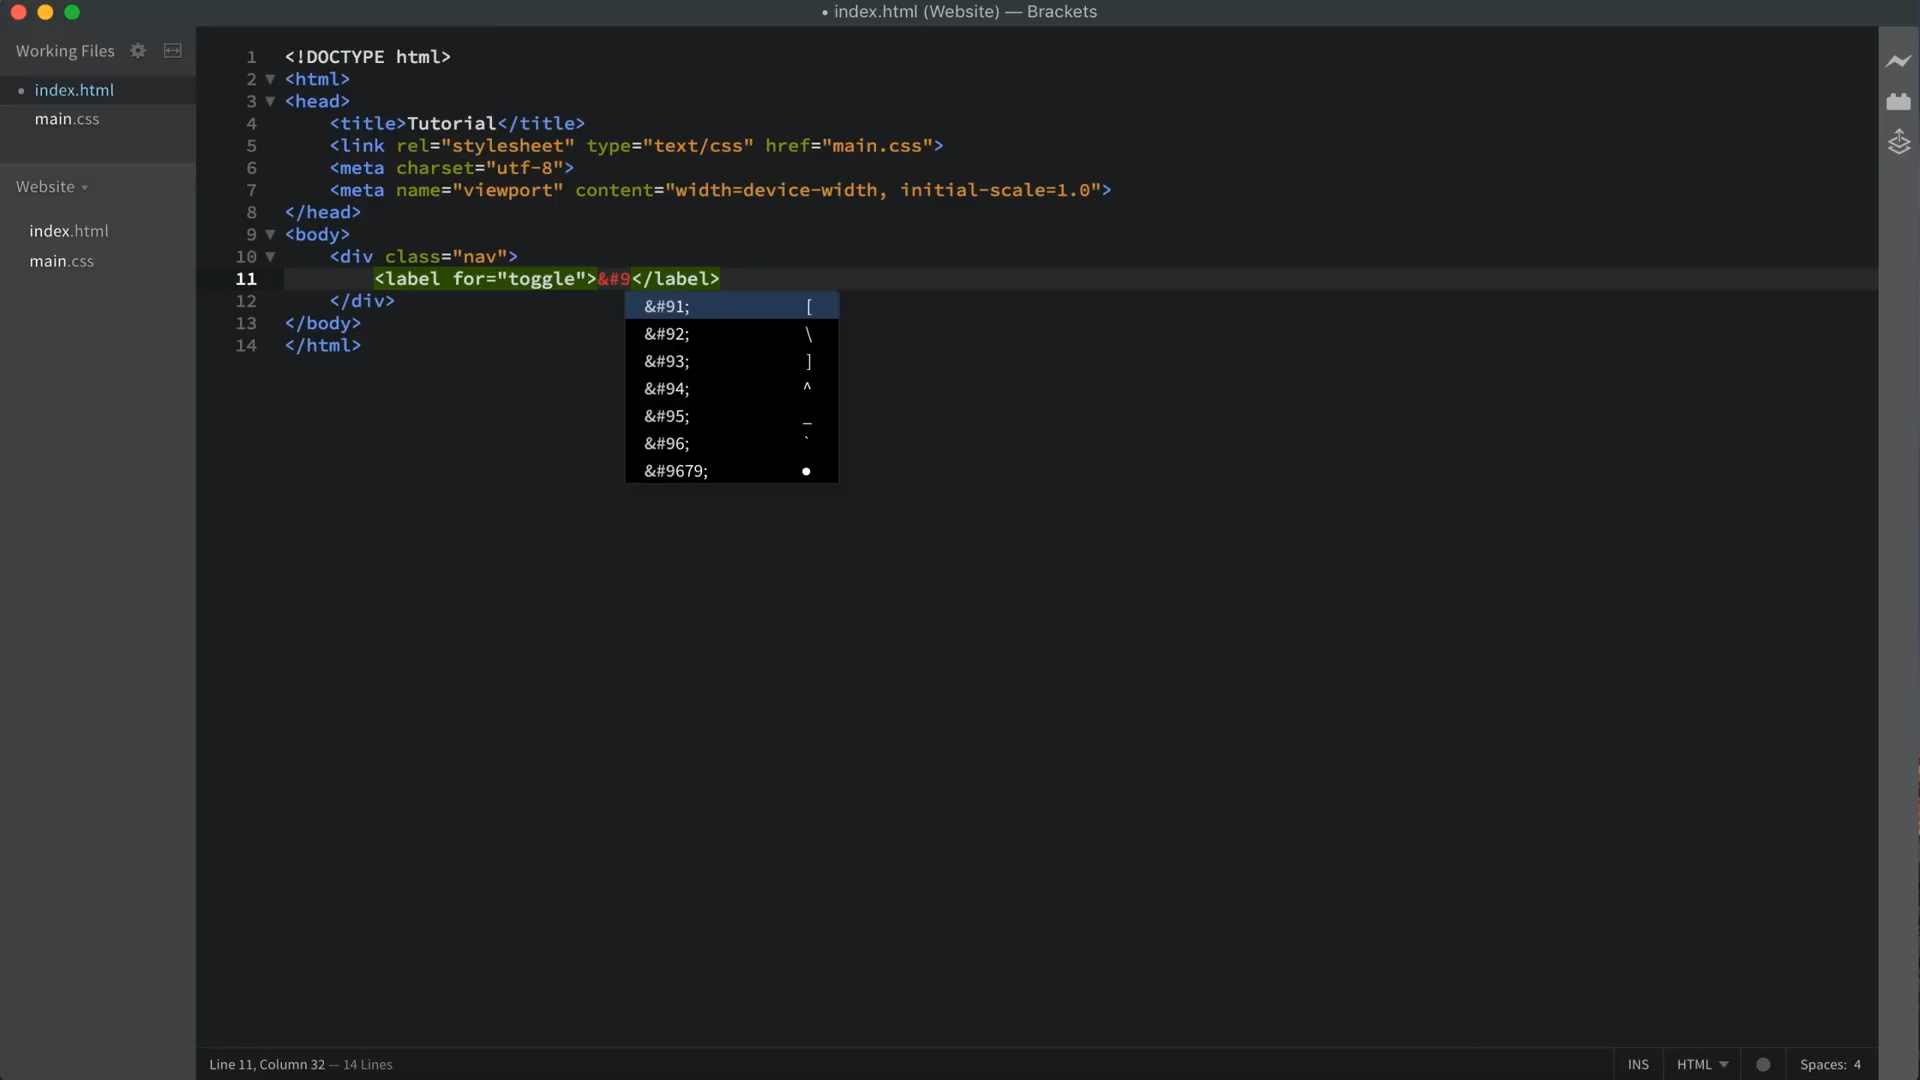 • index.html (Website) — Brackets
Working Files
• index.html
main.css
Website
index.html
main.css
1 <!DOCTYPE html>
2 <html>
3 <head>
4 <title>Tutorial</title>
5 <link rel="stylesheet" type="text/css" href="main.css">
6 <meta charset="utf-8">
7 <meta name="viewport" content="width=device-width, initial-scale=1.0">
8 </head>
9 <body>
10 <div class="nav">
11 <label for="toggle">&#9</label>
12 </div>
13 </body>
14 </html>
&#91; [
&#92; \
&#93; ]
&#94; ^
&#95; _
&#96; `
&#9679; ●
Line 11, Column 32 — 14 Lines
INS HTML Spaces: 4